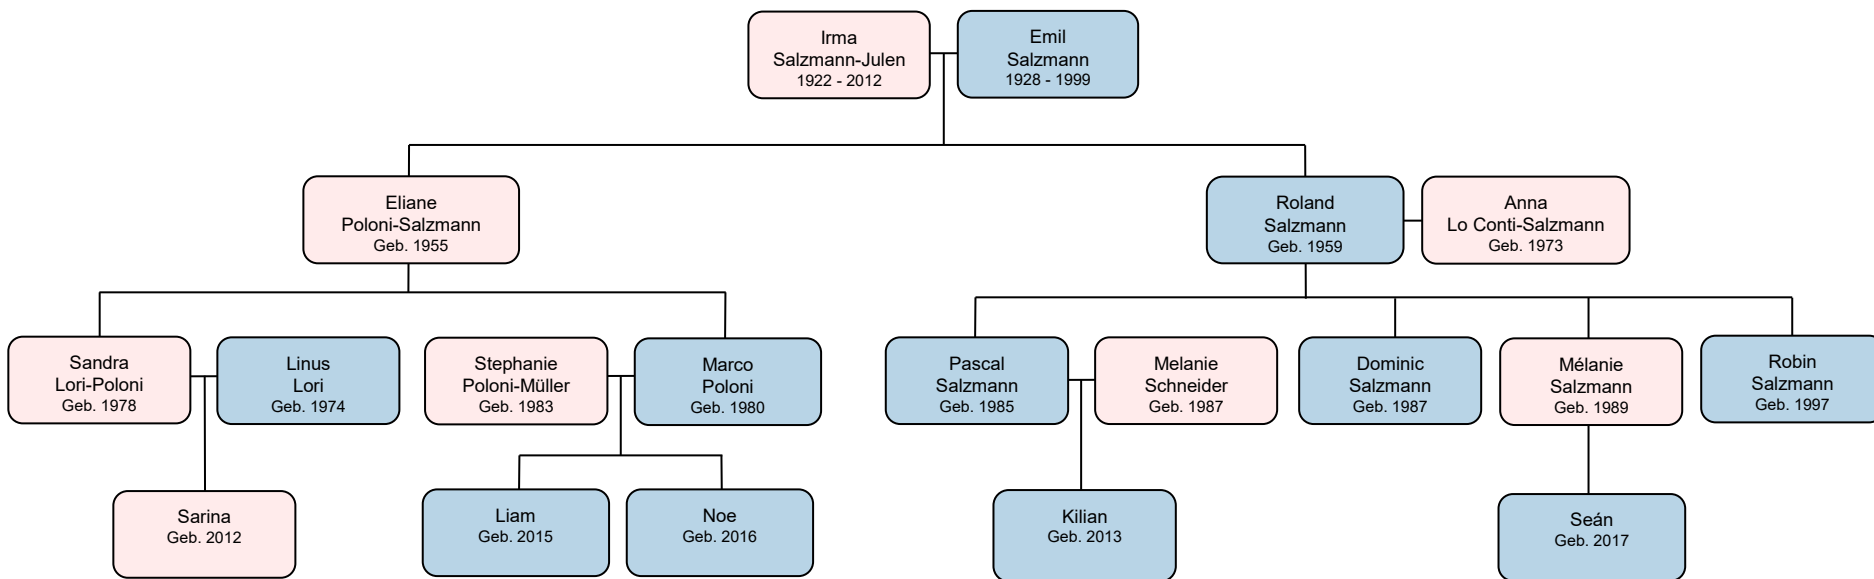 Irma
Salzmann-Julen
1922 - 2012
Emil
Salzmann
1928 - 1999
Eliane
Poloni-Salzmann
Geb. 1955
Roland
Salzmann
Geb. 1959
Anna
Lo Conti-Salzmann
Geb. 1973
Sandra
Lori-Poloni
Geb. 1978
Linus
Lori
Geb. 1974
Stephanie
Poloni-Müller
Geb. 1983
Marco
Poloni
Geb. 1980
Pascal
Salzmann
Geb. 1985
Melanie
Schneider
Geb. 1987
Dominic
Salzmann
Geb. 1987
Mélanie
Salzmann
Geb. 1989
Robin
Salzmann
Geb. 1997
Sarina
Geb. 2012
Liam
Geb. 2015
Noe
Geb. 2016
Kilian
Geb. 2013
Seán
Geb. 2017